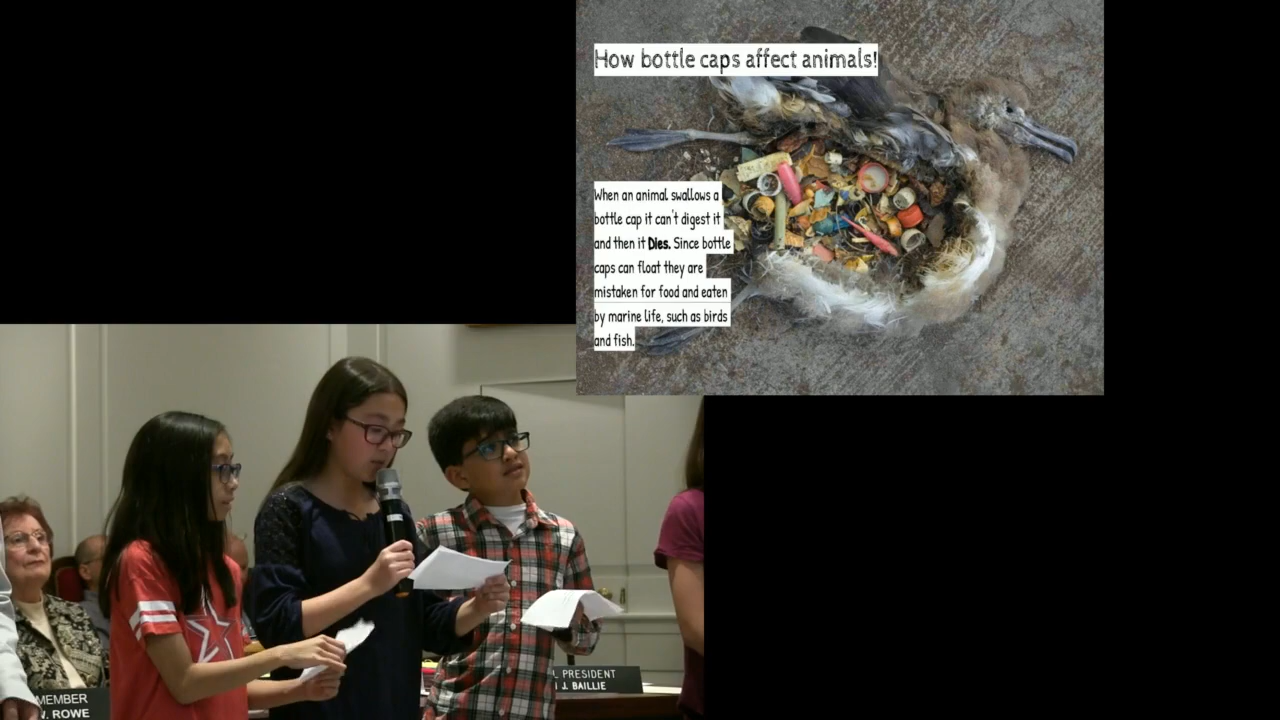 How bottle caps affect animals!
When an animal swallows a
bottle cap it can't digest it
and then it Dies. Since bottle
caps can float they are
mistaken for food and eaten
by marine life, such as birds
and fish.
L PRESIDENT
J. BAILLIE
MEMBER
W. ROWE